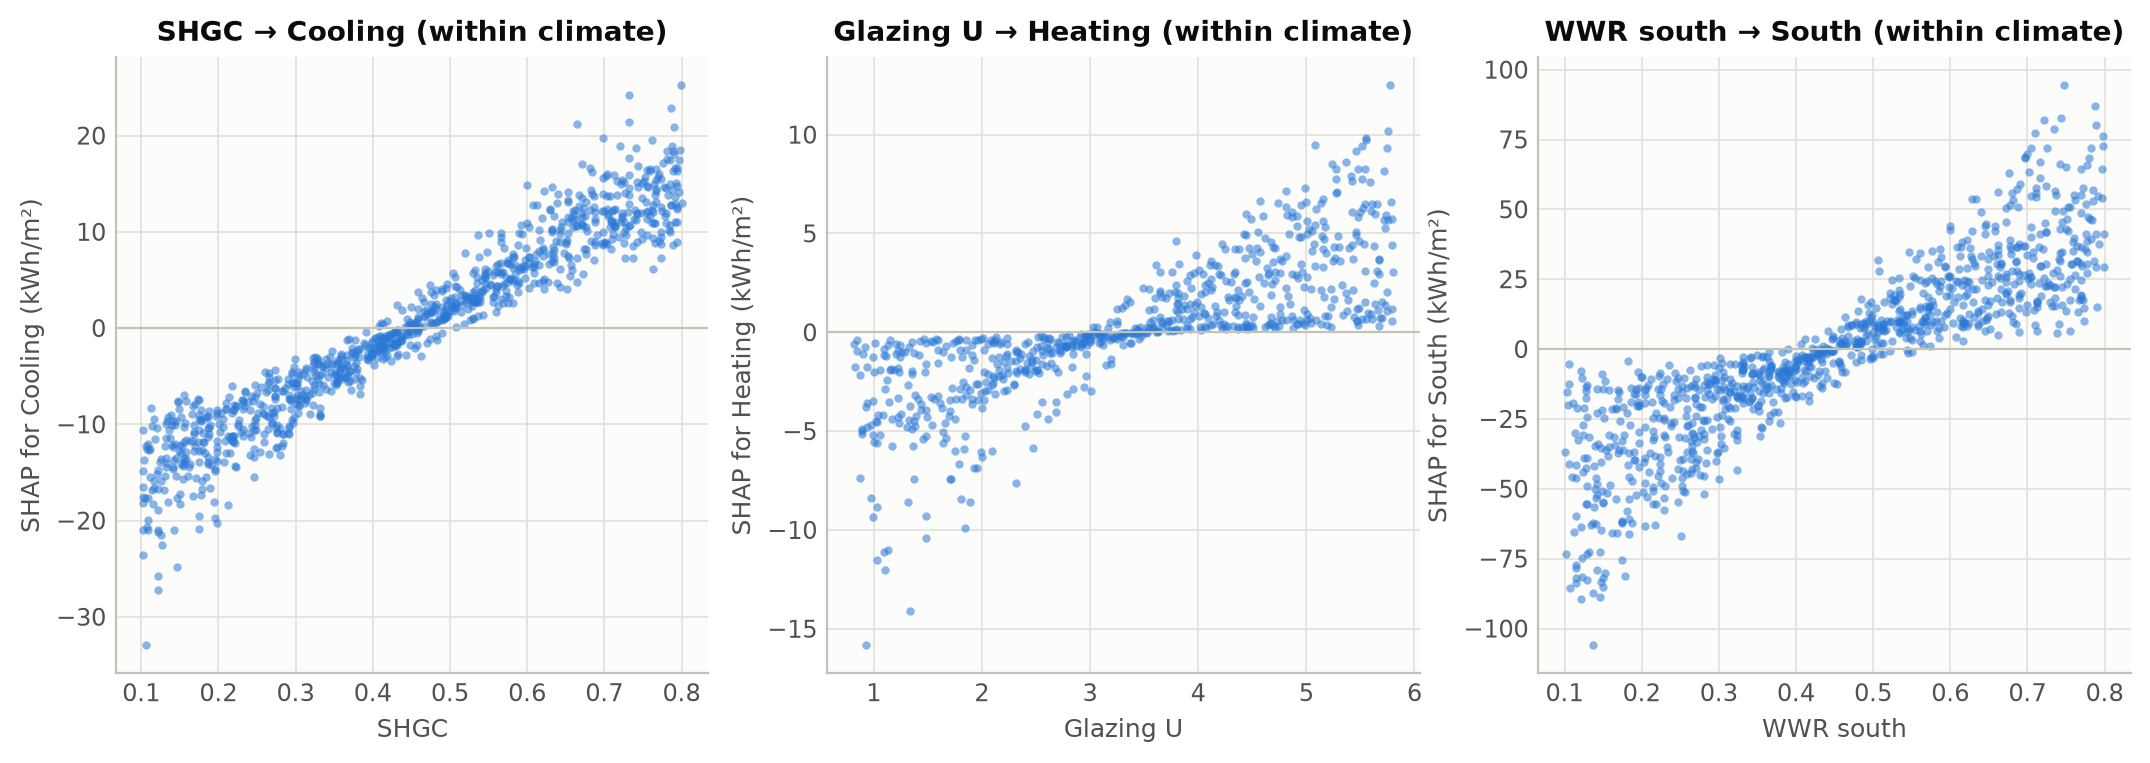 SHGC → Cooling (within climate)
SHAP for Cooling (kWh/m²)
20
10
0
−10
−20
−30
0.1 0.2 0.3 0.4 0.5 0.6 0.7 0.8
SHGC
Glazing U → Heating (within climate)
SHAP for Heating (kWh/m²)
10
5
0
−5
−10
−15
1 2 3 4 5 6
Glazing U
WWR south → South (within climate)
SHAP for South (kWh/m²)
100
75
50
25
0
−25
−50
−75
−100
0.1 0.2 0.3 0.4 0.5 0.6 0.7 0.8
WWR south